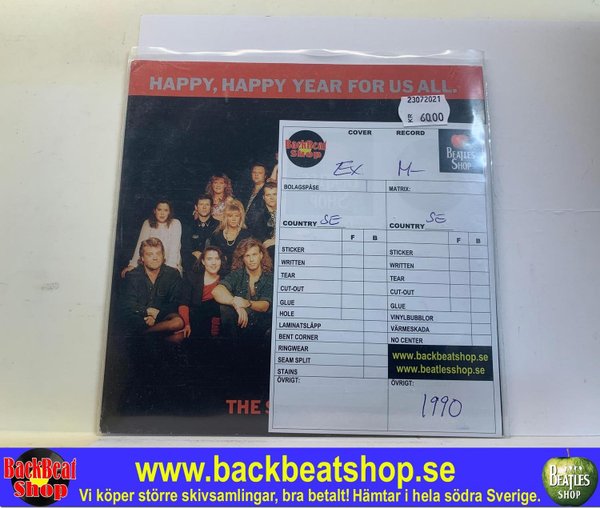 HAPPY, HAPPY YEAR FOR US ALL.
23072021
KR 60.00
COVER RECORD
BackBeat Shop
EX M-
BEATLES SHOP
BOLAGSPÅSE MATRIX:
COUNTRY SE COUNTRY SE
F B F B
STICKER STICKER
WRITTEN WRITTEN
TEAR TEAR
CUT-OUT CUT-OUT
GLUE GLUE
HOLE VINYLBUBBLOR
LAMINATSLÄPP VÄRMESKADA
BENT CORNER NO CENTER
RINGWEAR www.backbeatshop.se
SEAM SPLIT www.beatlesshop.se
STAINS
ÖVRIGT: ÖVRIGT:
1990
THE S
BackBeat Shop
www.backbeatshop.se
Vi köper större skivsamlingar, bra betalt! Hämtar i hela södra Sverige.
BEATLES SHOP